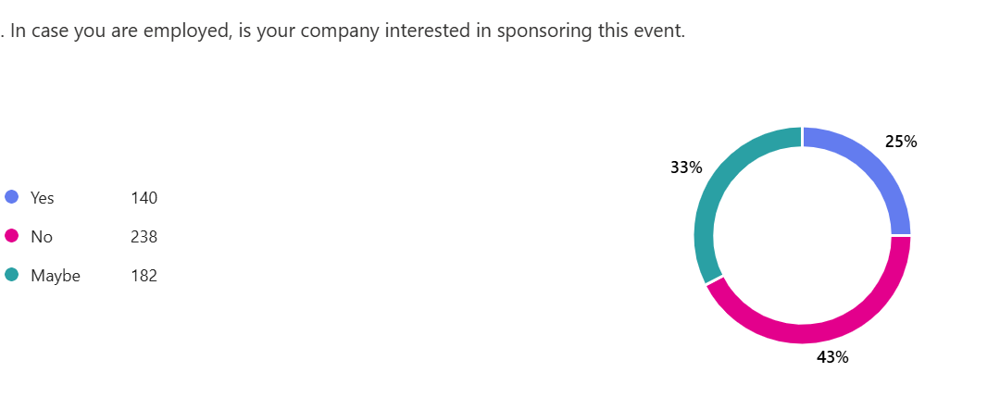 . In case you are employed, is your company interested in sponsoring this event.
25%
33%
Yes 140
No 238
Maybe 182
43%